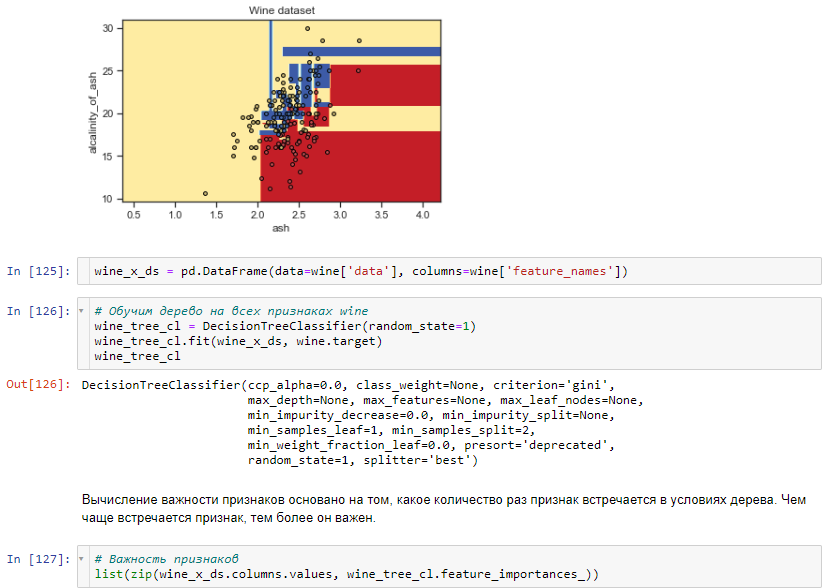 Wine dataset
30
25
20
15
10
alcalinity_of_ash
0.5 1.0 1.5 2.0 2.5 3.0 3.5 4.0
ash
In [125]: wine_x_ds = pd.DataFrame(data=wine['data'], columns=wine['feature_names'])
In [126]: # Обучим дерево на всех признаках wine
wine_tree_cl = DecisionTreeClassifier(random_state=1)
wine_tree_cl.fit(wine_x_ds, wine.target)
wine_tree_cl
Out[126]: DecisionTreeClassifier(ccp_alpha=0.0, class_weight=None, criterion='gini',
max_depth=None, max_features=None, max_leaf_nodes=None,
min_impurity_decrease=0.0, min_impurity_split=None,
min_samples_leaf=1, min_samples_split=2,
min_weight_fraction_leaf=0.0, presort='deprecated',
random_state=1, splitter='best')
Вычисление важности признаков основано на том, какое количество раз признак встречается в условиях дерева. Чем
чаще встречается признак, тем более он важен.
In [127]: # Важность признаков
list(zip(wine_x_ds.columns.values, wine_tree_cl.feature_importances_))